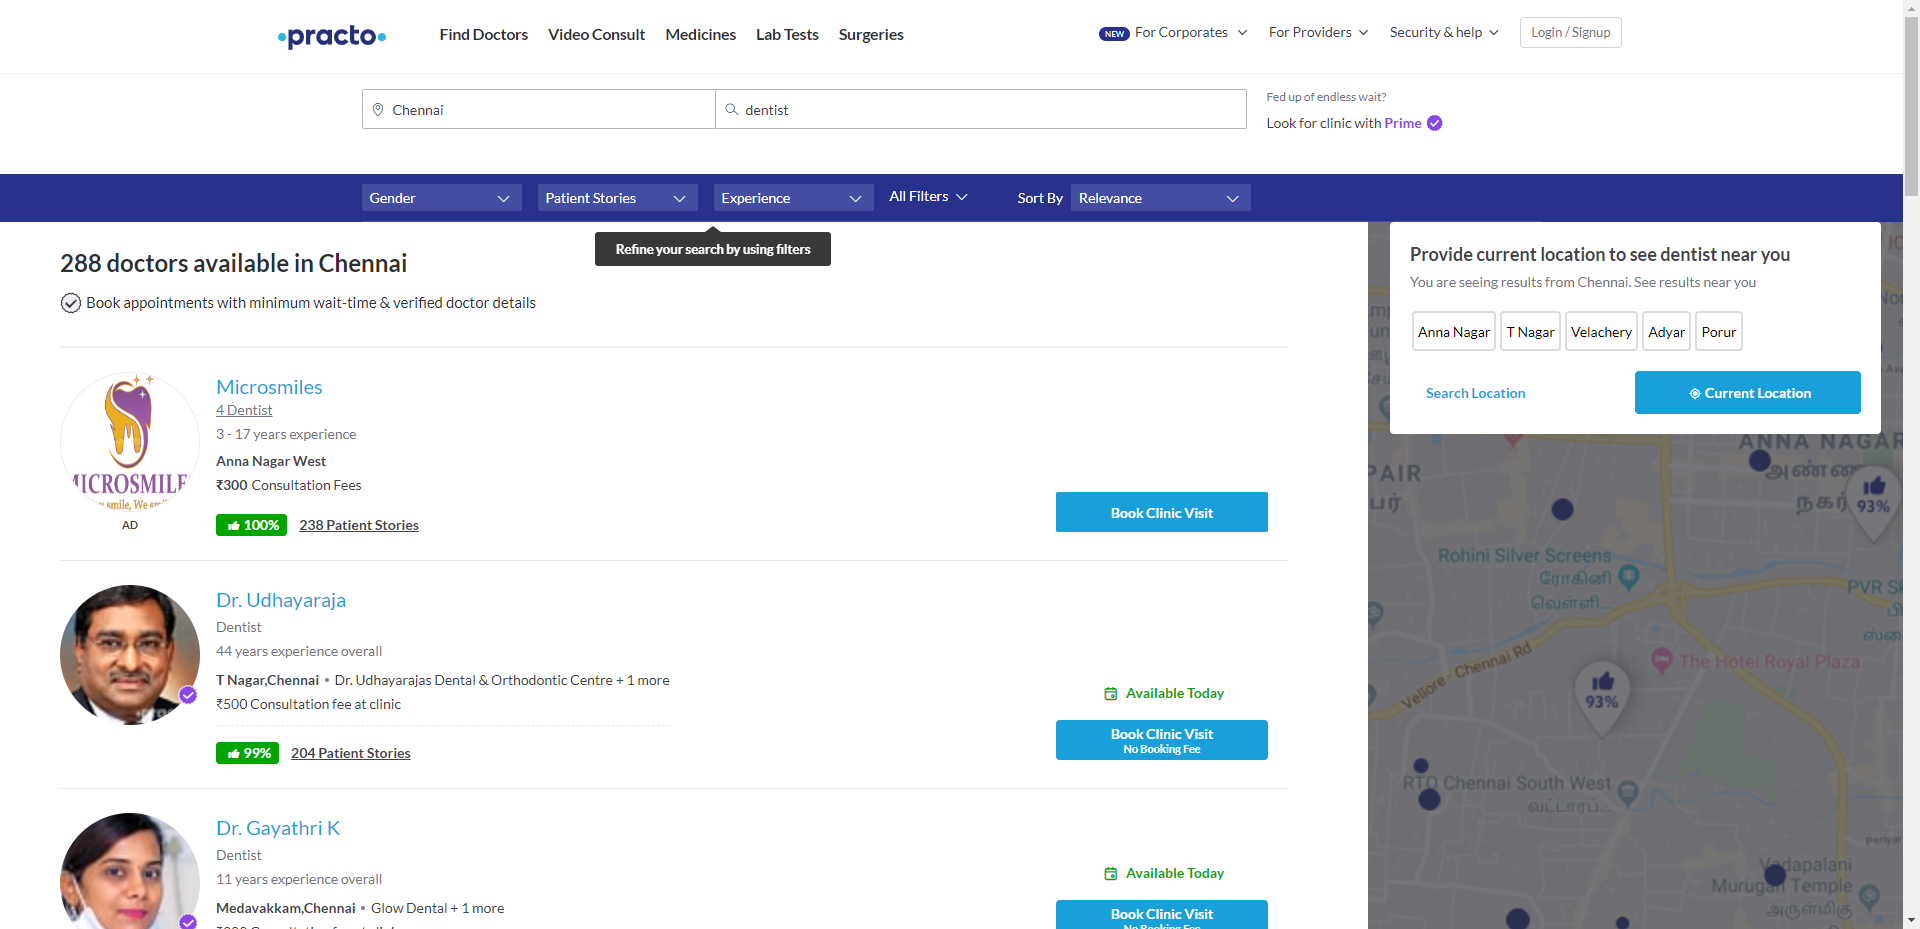 practo
Find Doctors
Video Consult
Medicines
Lab Tests
Surgeries
NEW For Corporates
For Providers
Security & help
Login / Signup
Chennai
dentist
Fed up of endless wait?
Look for clinic with Prime
Gender
Patient Stories
Experience
All Filters
Sort By
Relevance
Refine your search by using filters
288 doctors available in Chennai
Book appointments with minimum wait-time & verified doctor details
MICROSMILE
AD
Microsmiles
4 Dentist
3 - 17 years experience
Anna Nagar West
₹300 Consultation Fees
100%
238 Patient Stories
Book Clinic Visit
Dr. Udhayaraja
Dentist
44 years experience overall
T Nagar,Chennai • Dr. Udhayarajas Dental & Orthodontic Centre + 1 more
₹500 Consultation fee at clinic
99%
204 Patient Stories
Available Today
Book Clinic Visit
No Booking Fee
Dr. Gayathri K
Dentist
11 years experience overall
Medavakkam,Chennai • Glow Dental + 1 more
Available Today
Book Clinic Visit
No Booking Fee
Provide current location to see dentist near you
You are seeing results from Chennai. See results near you
Anna Nagar
T Nagar
Velachery
Adyar
Porur
Search Location
Current Location
ANNA NAGAR
அண்ண
நகர்
93%
Rohini Silver Screens
ரோகினி
வெள்ளி...
PVR SK
The Hotel Royal Plaza
Vellore - Chennai Rd
93%
RTO Chennai South West
வட்டாரப்...
Vadapalani
Murugan Temple
அருள்மிகு